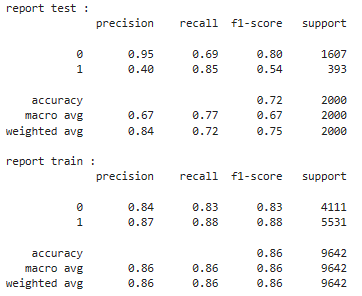 report test :
precision recall f1-score support
0 0.95 0.69 0.80 1607
1 0.40 0.85 0.54 393
accuracy 0.72 2000
macro avg 0.67 0.77 0.67 2000
weighted avg 0.84 0.72 0.75 2000
report train :
precision recall f1-score support
0 0.84 0.83 0.83 4111
1 0.87 0.88 0.88 5531
accuracy 0.86 9642
macro avg 0.86 0.86 0.86 9642
weighted avg 0.86 0.86 0.86 9642